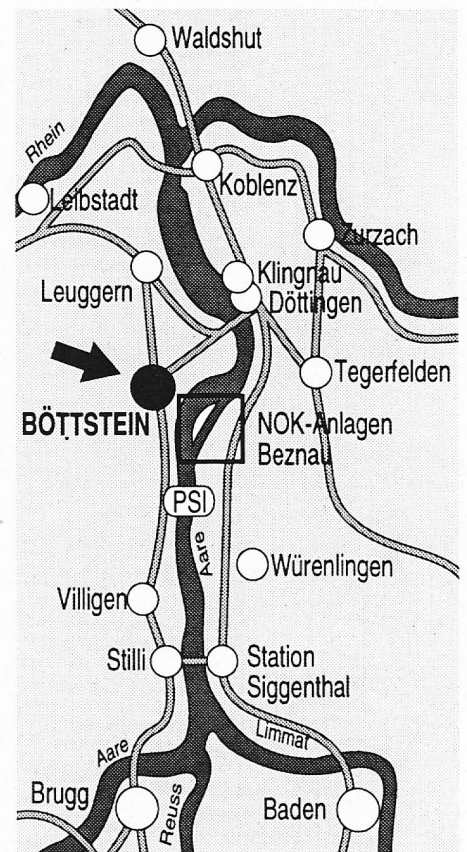 Waldshut
Rhein
Koblenz
Leibstadt
Zurzach
Klingnau
Leuggern
Döttingen
Tegerfelden
BÖTTSTEIN
NOK-Anlagen
Beznau
PSI
Aare
Würenlingen
Villigen
Stilli
Station
Siggenthal
Limmat
Aare
Brugg
Reuss
Baden